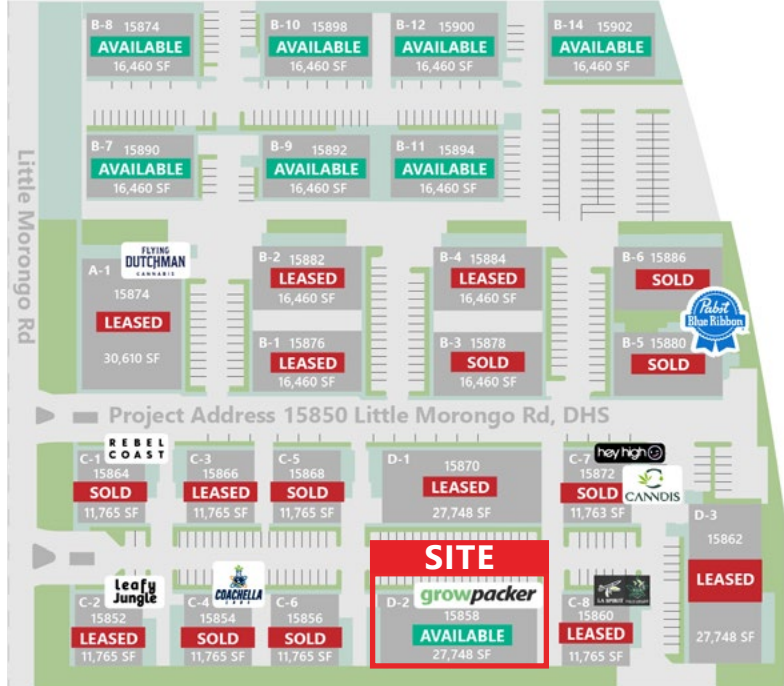 B-8 15874
AVAILABLE
16,460 SF
B-10 15898
AVAILABLE
16,460 SF
B-12 15900
AVAILABLE
16,460 SF
B-14 15902
AVAILABLE
16,460 SF
B-7 15890
AVAILABLE
16,460 SF
B-9 15892
AVAILABLE
16,460 SF
B-11 15894
AVAILABLE
16,460 SF
Little Morongo Rd
FLYING
DUTCHMAN
CANNABIS
A-1
15874
LEASED
30,610 SF
B-2 15882
LEASED
16,460 SF
B-4 15884
LEASED
16,460 SF
B-6 15886
SOLD
B-1 15876
LEASED
16,460 SF
B-3 15878
SOLD
16,460 SF
Pabst
Blue Ribbon
B-5 15880
SOLD
Project Address 15850 Little Morongo Rd, DHS
REBEL
COAST
C-1
15864
SOLD
11,765 SF
C-3
15866
LEASED
11,765 SF
C-5
15868
SOLD
11,765 SF
D-1
15870
LEASED
27,748 SF
hey high
C-7
15872
SOLD
11,763 SF
CANNDIS
D-3
15862
LEASED
27,748 SF
SITE
Leafy
Jungle
C-2
15852
LEASED
11,765 SF
COACHELLA
C-4
15854
SOLD
11,765 SF
C-6
15856
SOLD
11,765 SF
growpacker
D-2
15858
AVAILABLE
27,748 SF
C-8
15860
LEASED
11,765 SF